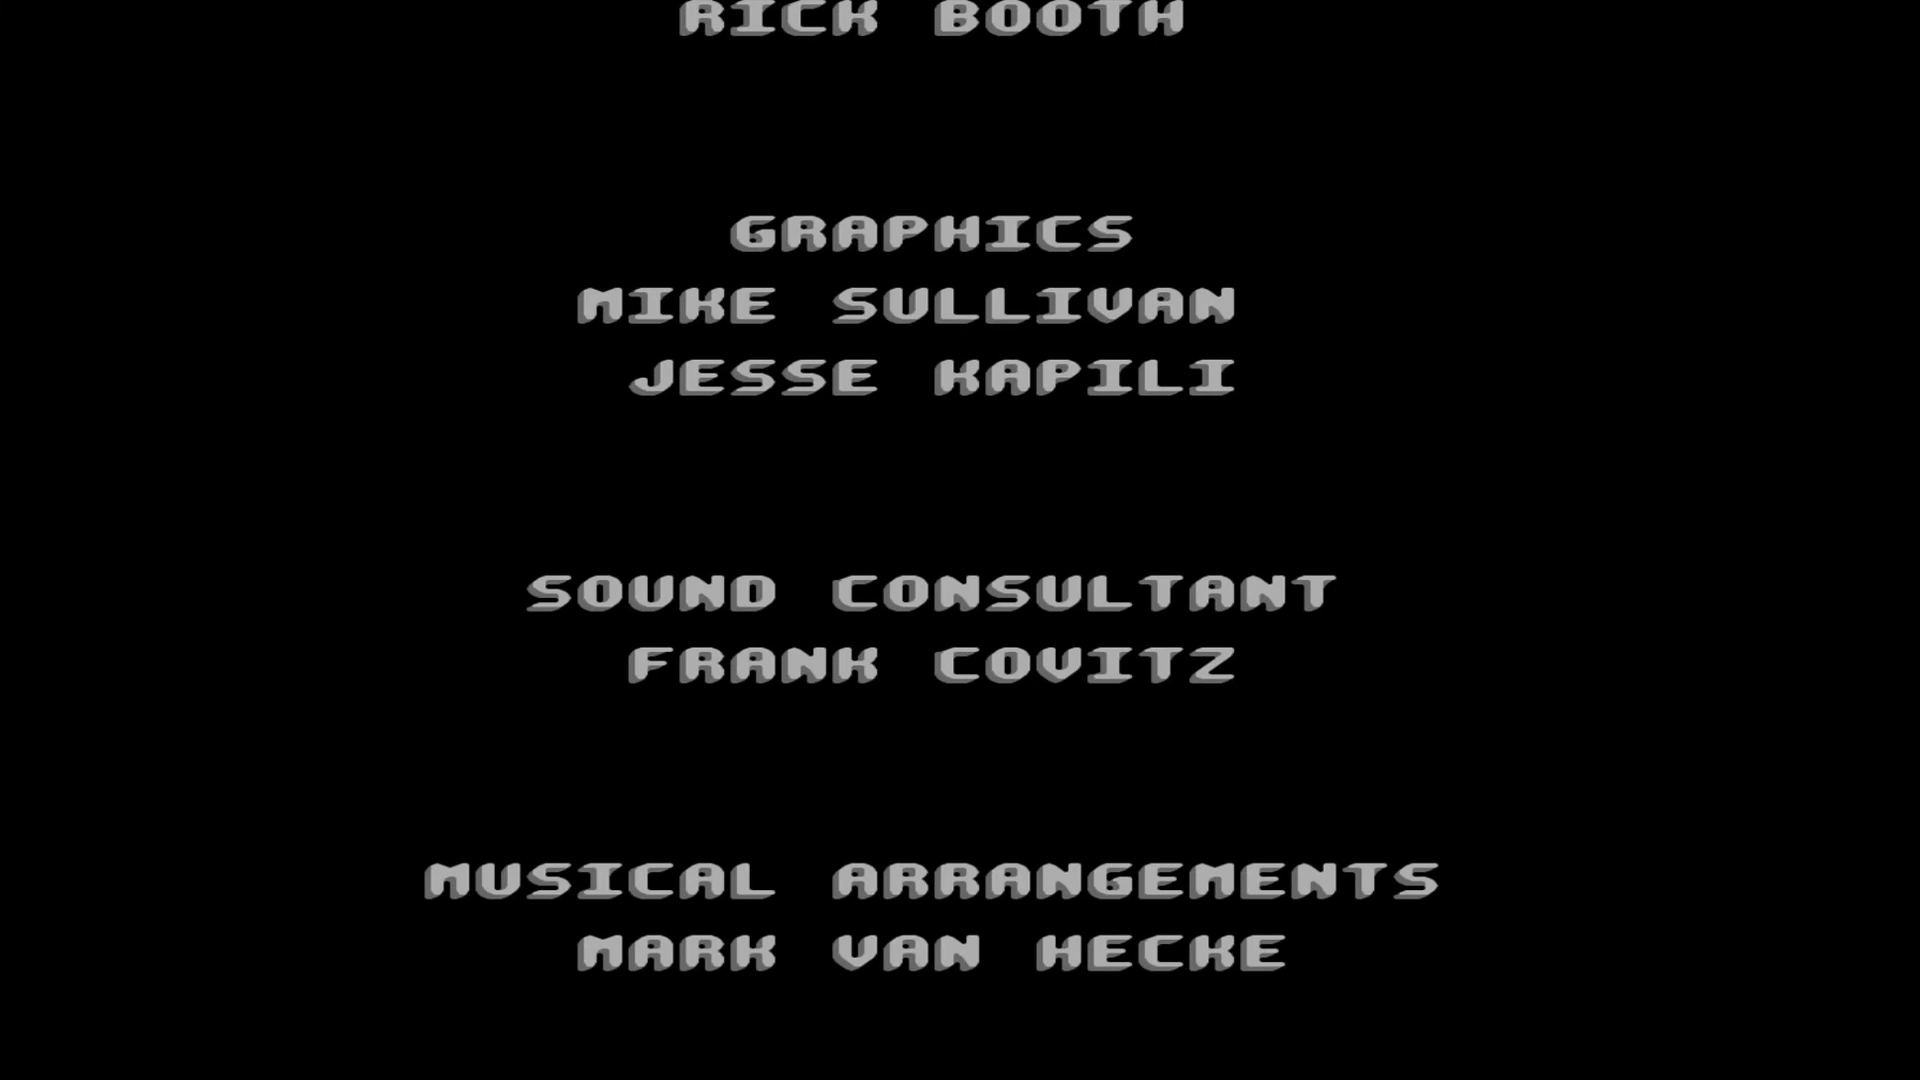 RICK BOOTH
GRAPHICS
MIKE SULLIVAN
JESSE KAPILI
SOUND CONSULTANT
FRANK COVITZ
MUSICAL ARRANGEMENTS
MARK VAN HECKE